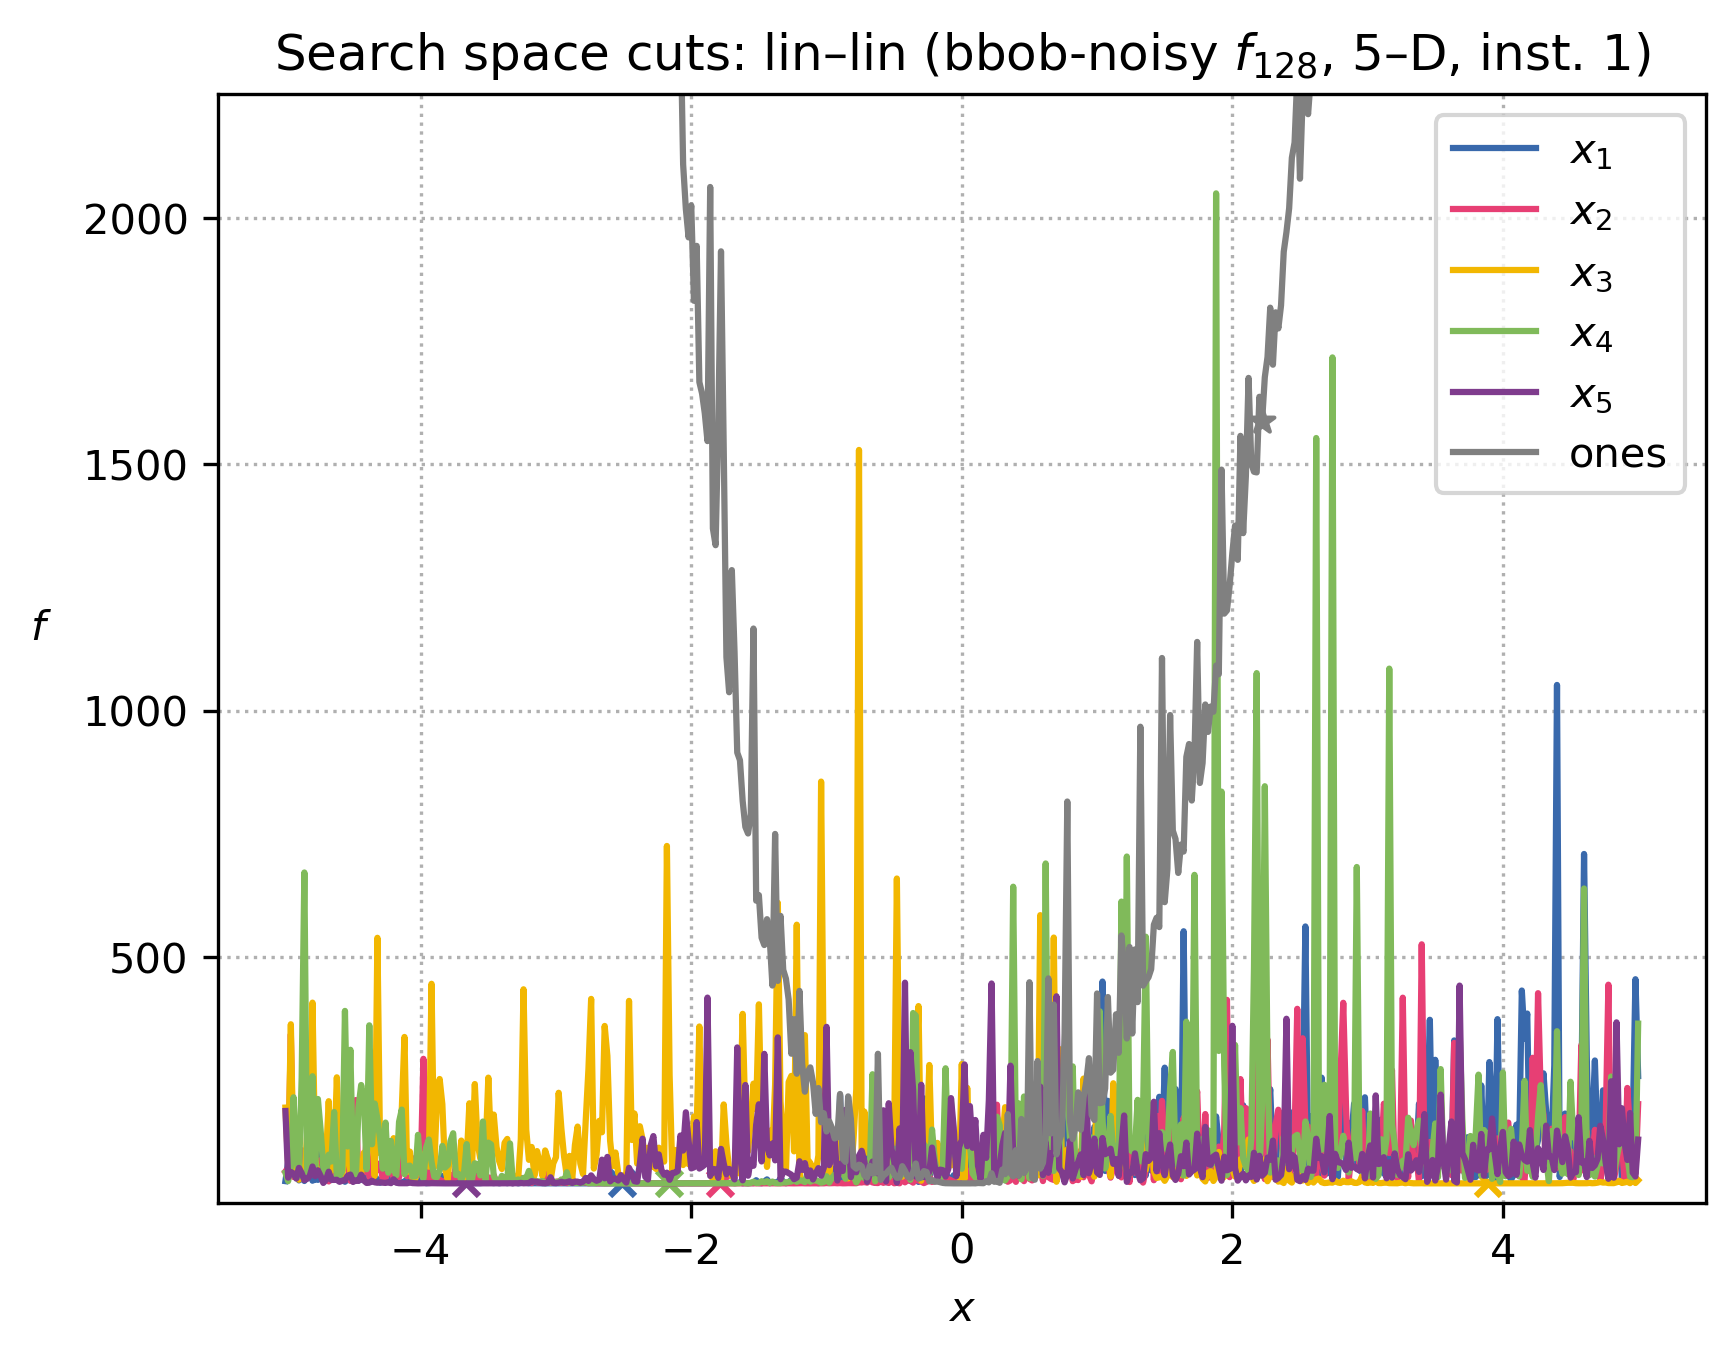 Search space cuts: lin–lin (bbob-noisy f₁₂₈, 5–D, inst. 1)
x₁
x₂
x₃
x₄
x₅
ones
2000
1500
1000
500
f
−4
−2
0
2
4
x